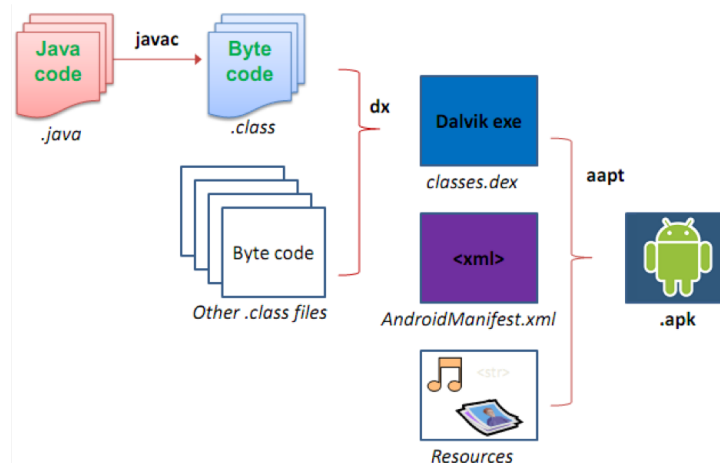 Java
code
javac
Byte
code
.java
.class
dx
Dalvik exe
classes.dex
aapt
Byte code
Other .class files
<xml>
AndroidManifest.xml
.apk
<str>
Resources